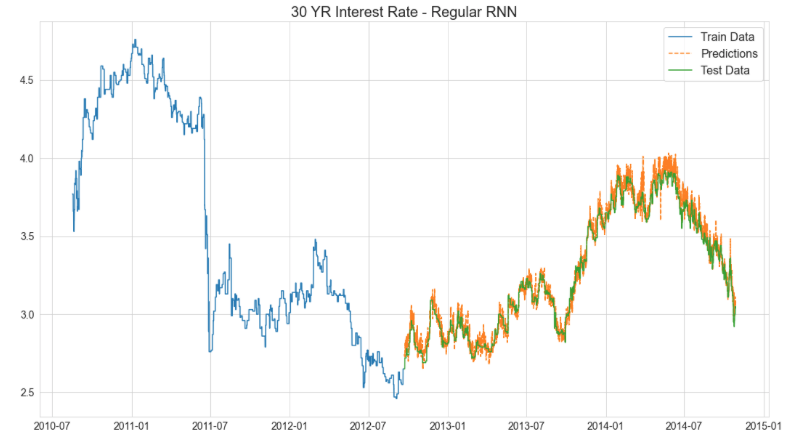 30 YR Interest Rate - Regular RNN
Train Data
Predictions
Test Data
4.5
4.0
3.5
3.0
2.5
2010-07 2011-01 2011-07 2012-01 2012-07 2013-01 2013-07 2014-01 2014-07 2015-01